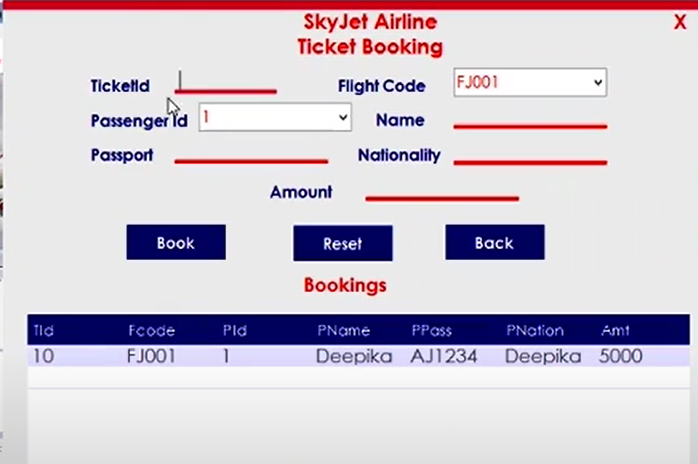 SkyJet Airline
X
Ticket Booking
TicketId
Flight Code
FJ001
Passenger Id
1
Name
Passport
Nationality
Amount
Book
Reset
Back
Bookings
TId Fcode PId PName PPass PNation Amt
10 FJ001 1 Deepika AJ1234 Deepika 5000